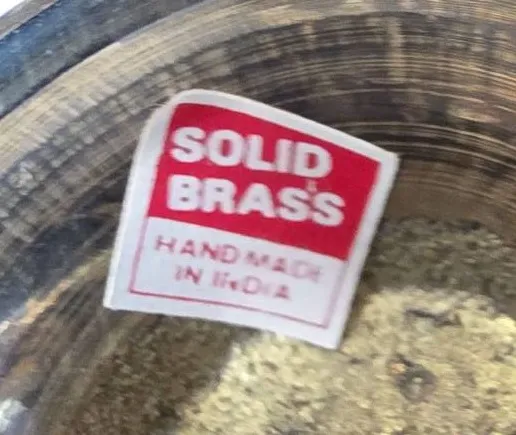 SOLID
BRASS
HAND MADE
IN INDIA